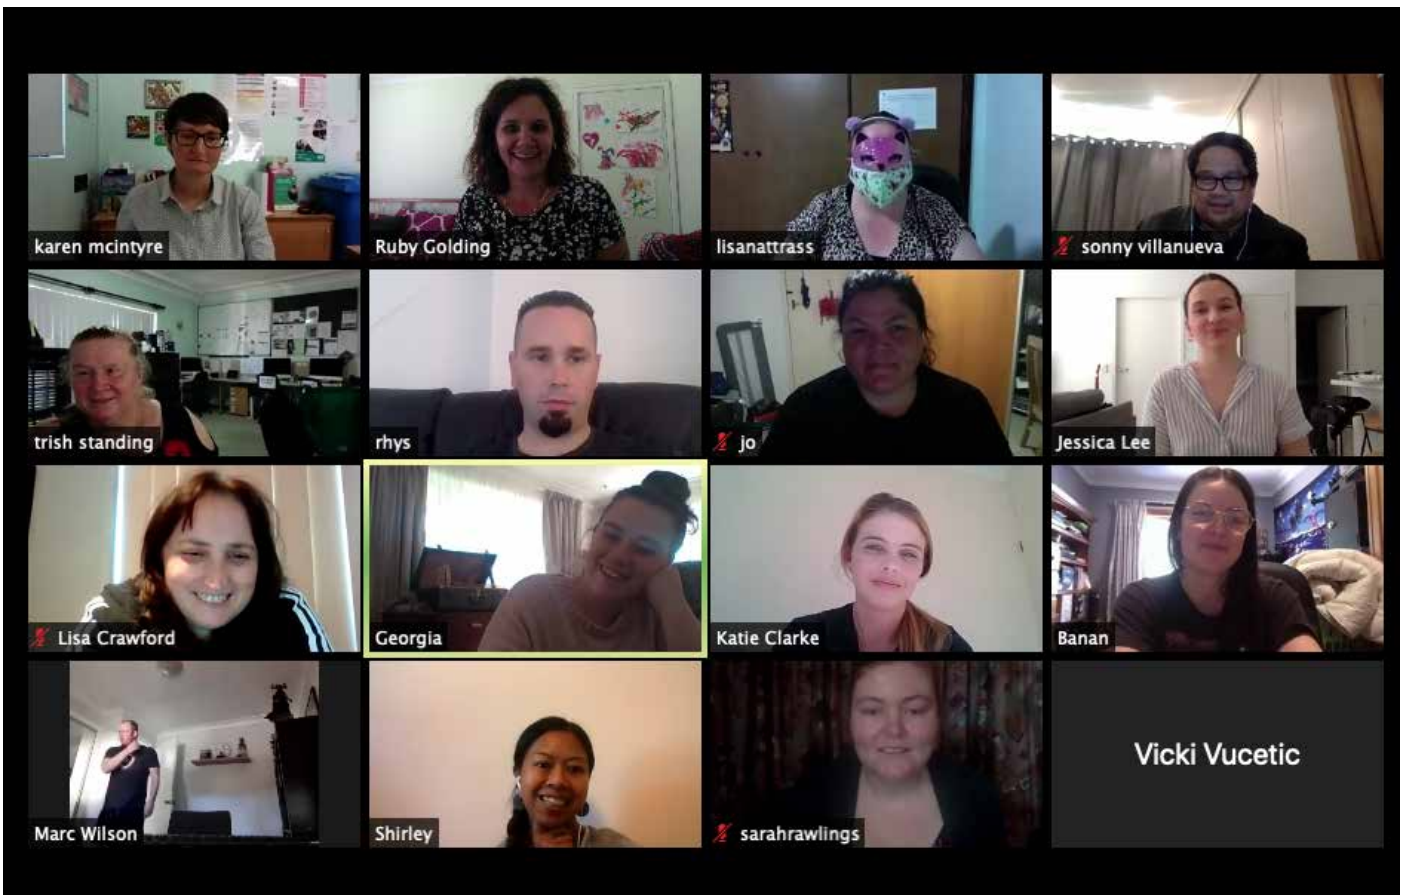 karen mcintyre
Ruby Golding
lisanattrass
sonny villanueva
trish standing
rhys
jo
Jessica Lee
Lisa Crawford
Georgia
Katie Clarke
Banan
Marc Wilson
Shirley
sarahrawlings
Vicki Vucetic